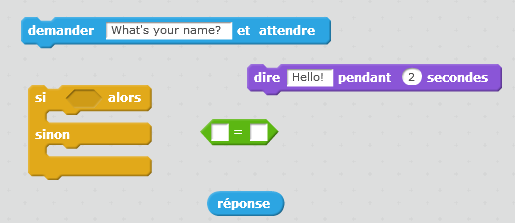 demander What's your name? et attendre
dire Hello! pendant 2 secondes
si alors
sinon
=
réponse